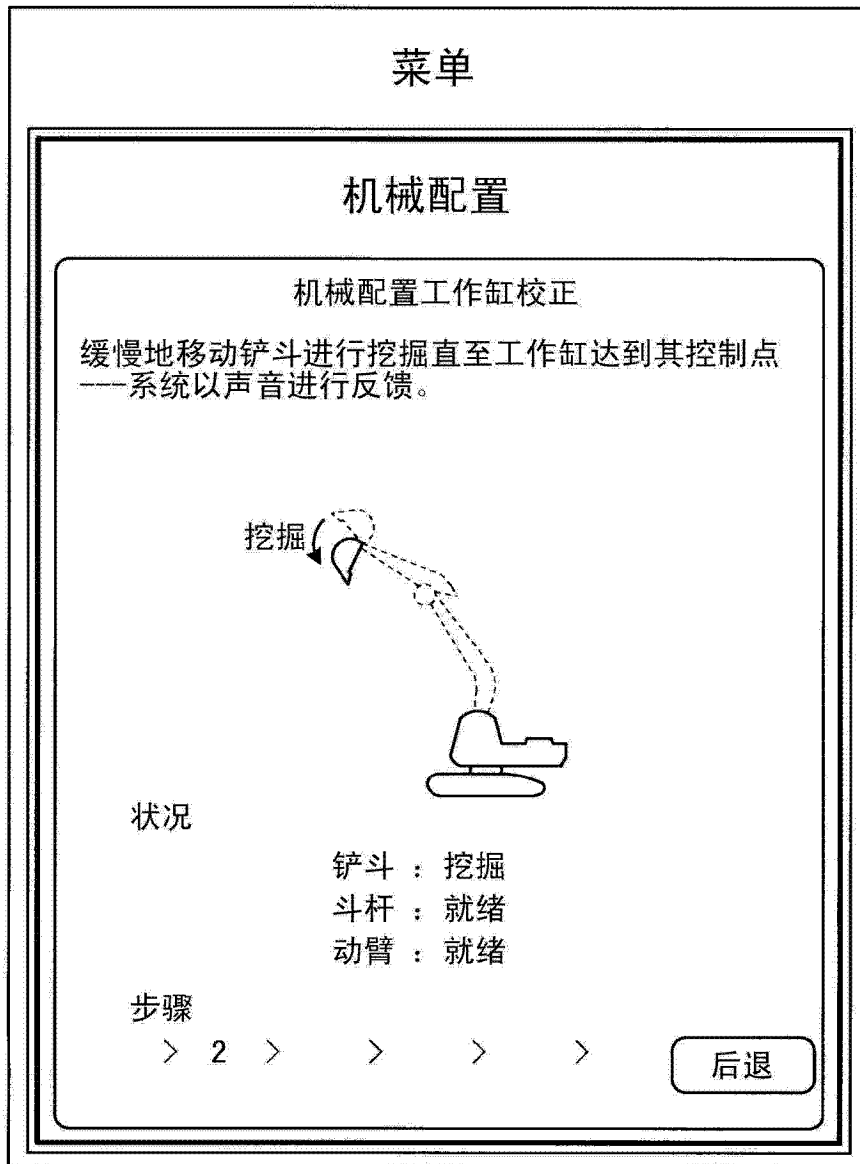 菜单
机械配置
机械配置工作缸校正
缓慢地移动铲斗进行挖掘直至工作缸达到其控制点
---系统以声音进行反馈。
挖掘
状况
铲斗 : 挖掘
斗杆 : 就绪
动臂 : 就绪
步骤
> 2 > > > >
后退